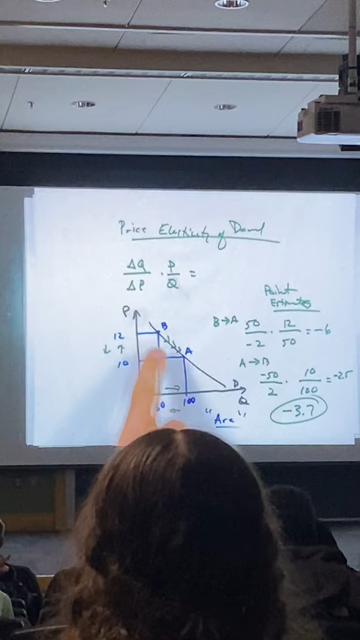 Price Elasticity of Demand
ΔQ/ΔP · P/Q =
Point
Estimates
B→A 50/-2 · 12/50 = -6
A→B
-50/2 · 10/100 = -2.5
-3.7
P
12
↓ ↑
10
B
A
D
→
0 ← 100
Q
"Arc"